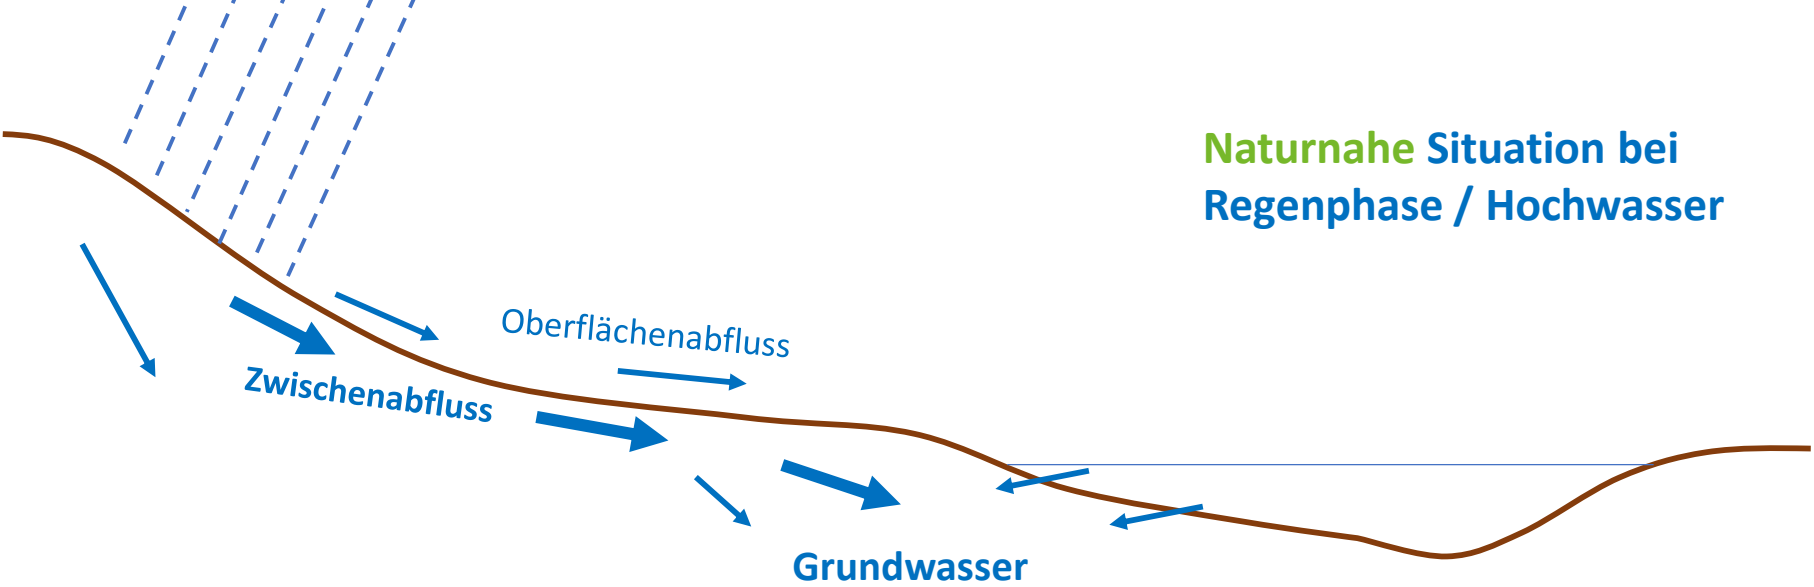 Naturnahe Situation bei
Regenphase / Hochwasser
Oberflächenabfluss
Zwischenabfluss
Grundwasser